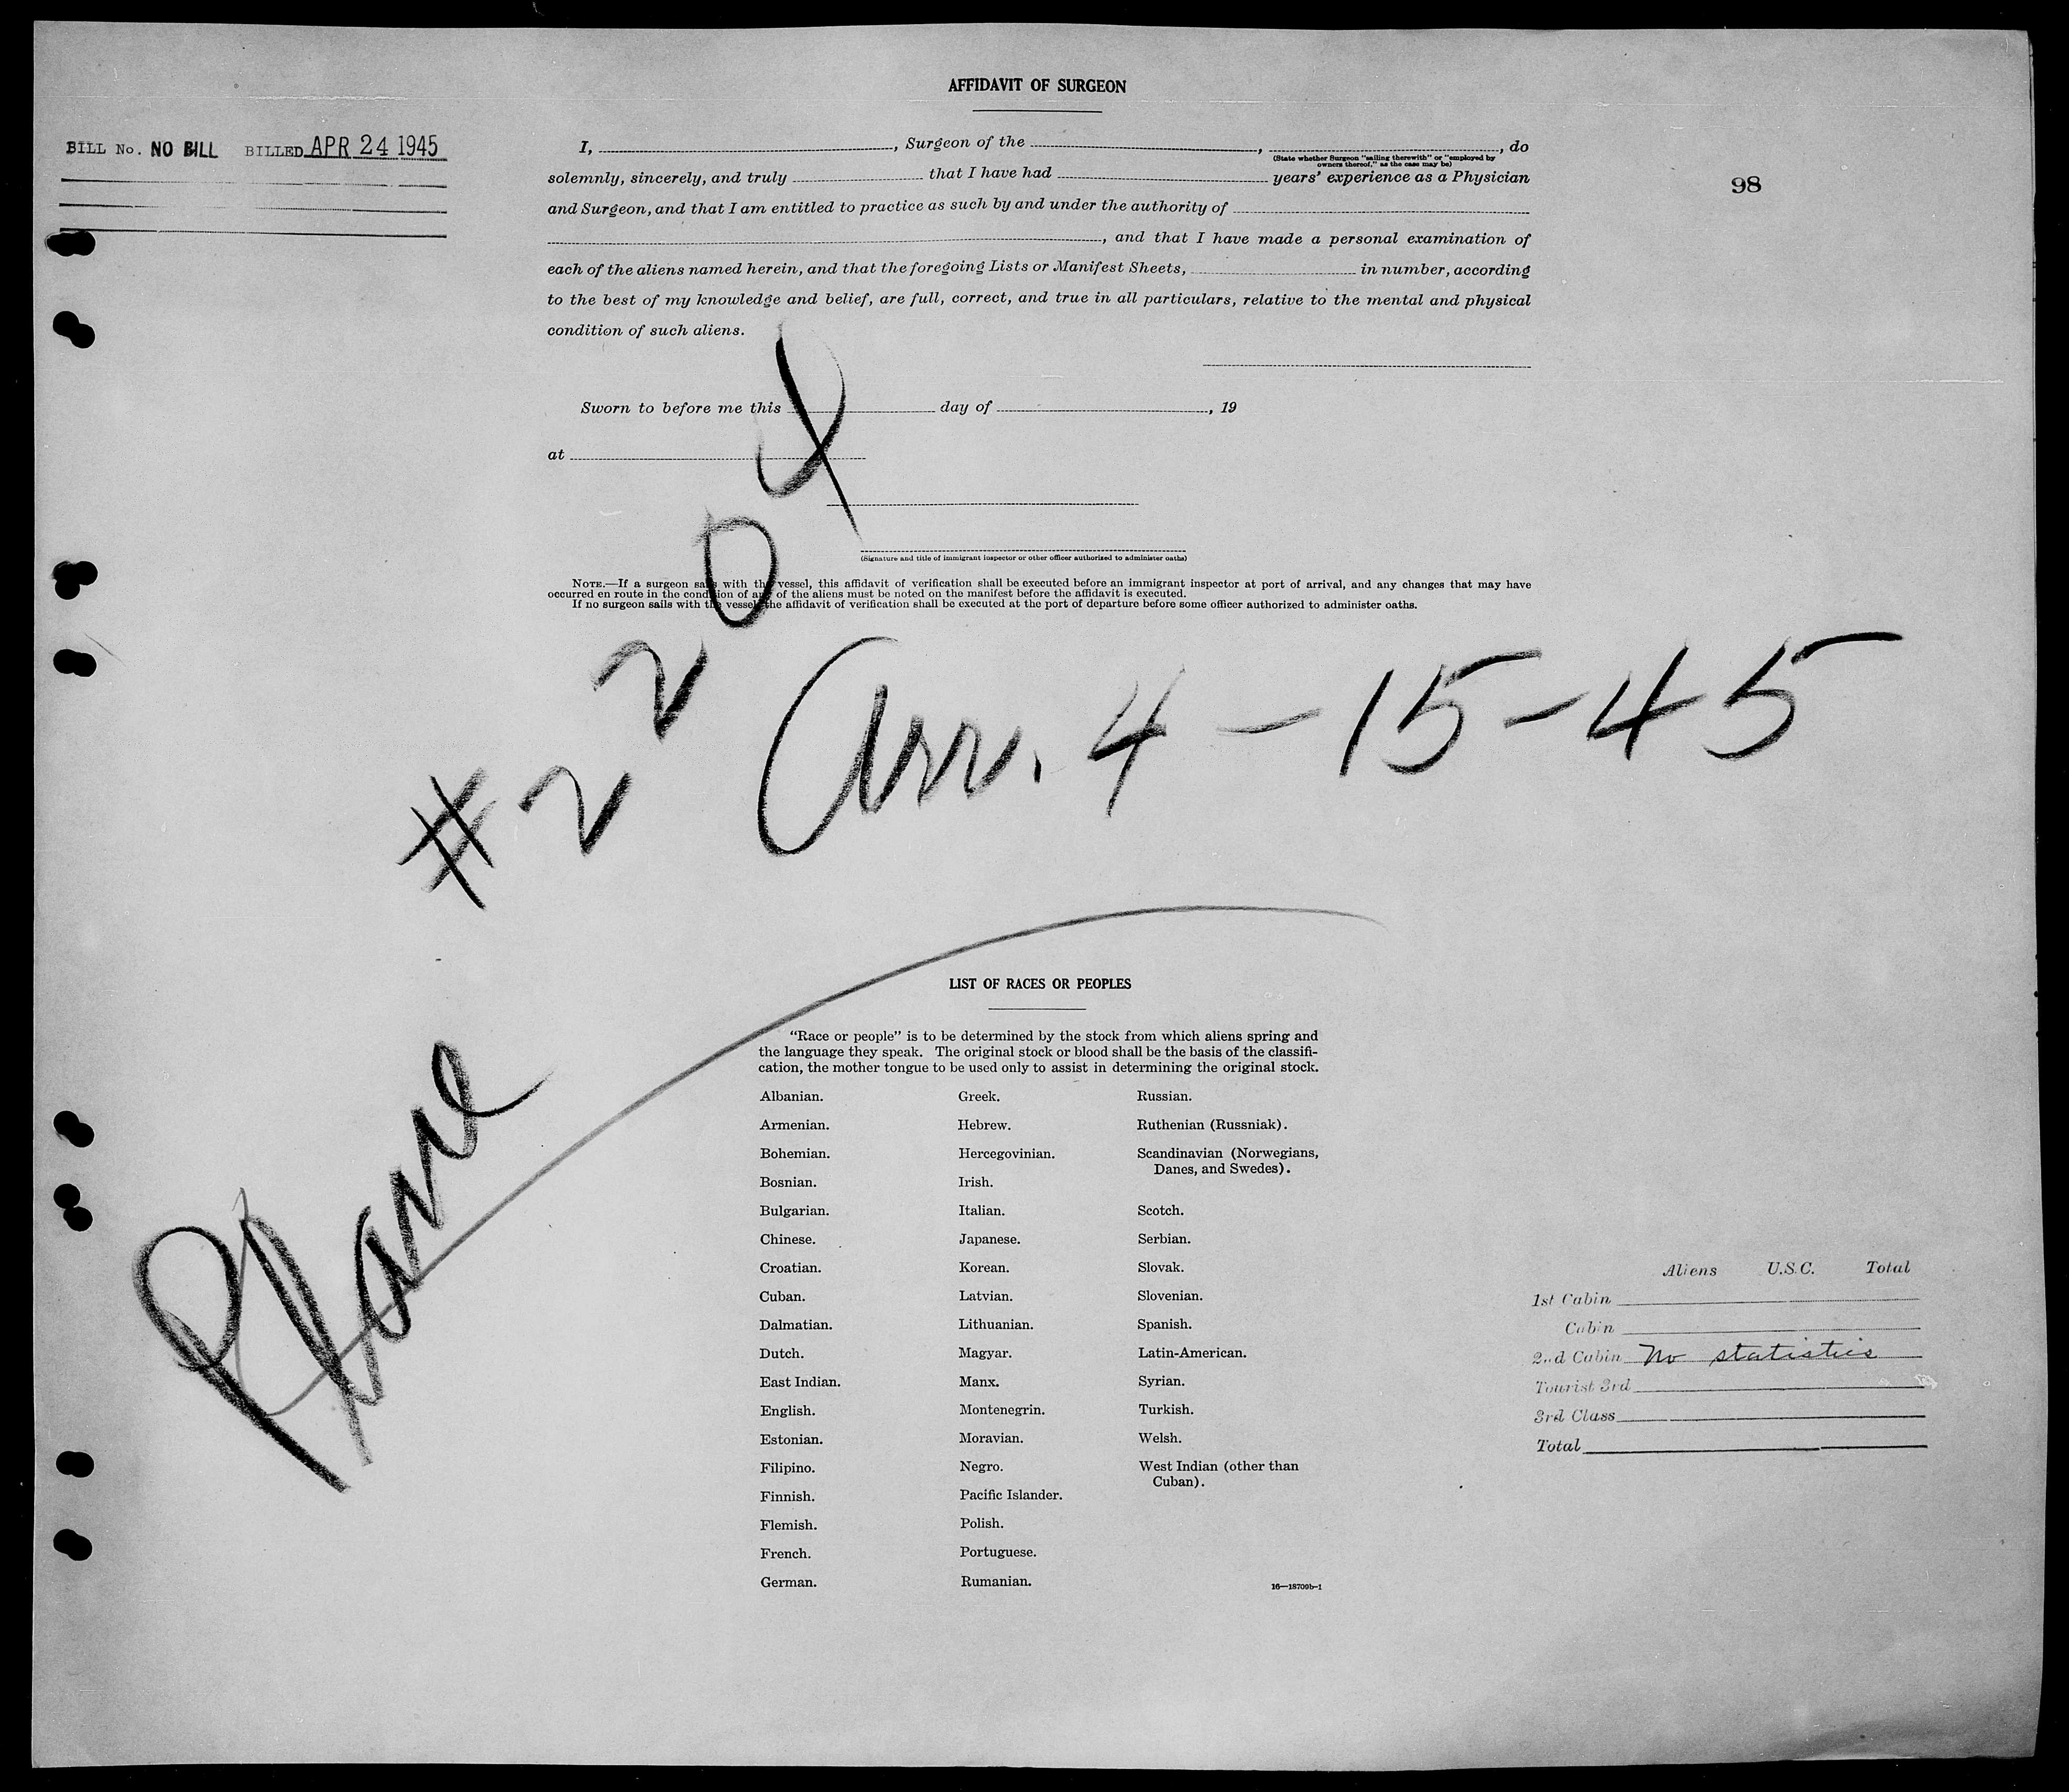 AFFIDAVIT OF SURGEON
BILL No. NO BILL BILLED APR 24 1945
98
I, , Surgeon of the , , do
(State whether Surgeon "sailing therewith" or "employed by
owners thereof," as the case may be)
solemnly, sincerely, and truly that I have had years' experience as a Physician
and Surgeon, and that I am entitled to practice as such by and under the authority of
, and that I have made a personal examination of
each of the aliens named herein, and that the foregoing Lists or Manifest Sheets, in number, according
to the best of my knowledge and belief, are full, correct, and true in all particulars, relative to the mental and physical
condition of such aliens.
Sworn to before me this day of , 19
at
(Signature and title of immigrant inspector or other officer authorized to administer oaths)
NOTE.—If a surgeon sails with the vessel, this affidavit of verification shall be executed before an immigrant inspector at port of arrival, and any changes that may have
occurred en route in the condition of any of the aliens must be noted on the manifest before the affidavit is executed.
If no surgeon sails with the vessel, the affidavit of verification shall be executed at the port of departure before some officer authorized to administer oaths.
Plane #2204
Arr. 4-15-45
LIST OF RACES OR PEOPLES
"Race or people" is to be determined by the stock from which aliens spring and
the language they speak. The original stock or blood shall be the basis of the classifi-
cation, the mother tongue to be used only to assist in determining the original stock.
Albanian.
Armenian.
Bohemian.
Bosnian.
Bulgarian.
Chinese.
Croatian.
Cuban.
Dalmatian.
Dutch.
East Indian.
English.
Estonian.
Filipino.
Finnish.
Flemish.
French.
German.
Greek.
Hebrew.
Hercegovinian.
Irish.
Italian.
Japanese.
Korean.
Latvian.
Lithuanian.
Magyar.
Manx.
Montenegrin.
Moravian.
Negro.
Pacific Islander.
Polish.
Portuguese.
Rumanian.
Russian.
Ruthenian (Russniak).
Scandinavian (Norwegians,
Danes, and Swedes).
Scotch.
Serbian.
Slovak.
Slovenian.
Spanish.
Latin-American.
Syrian.
Turkish.
Welsh.
West Indian (other than
Cuban).
16—18709b-1
Aliens U.S.C. Total
1st Cabin
Cabin
2nd Cabin No statistics
Tourist 3rd
3rd Class
Total